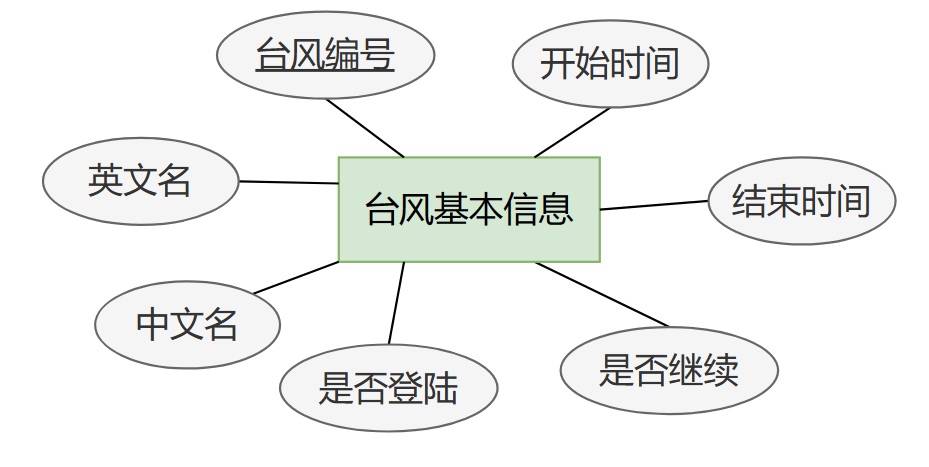 台风编号
开始时间
英文名
台风基本信息
结束时间
中文名
是否登陆
是否继续